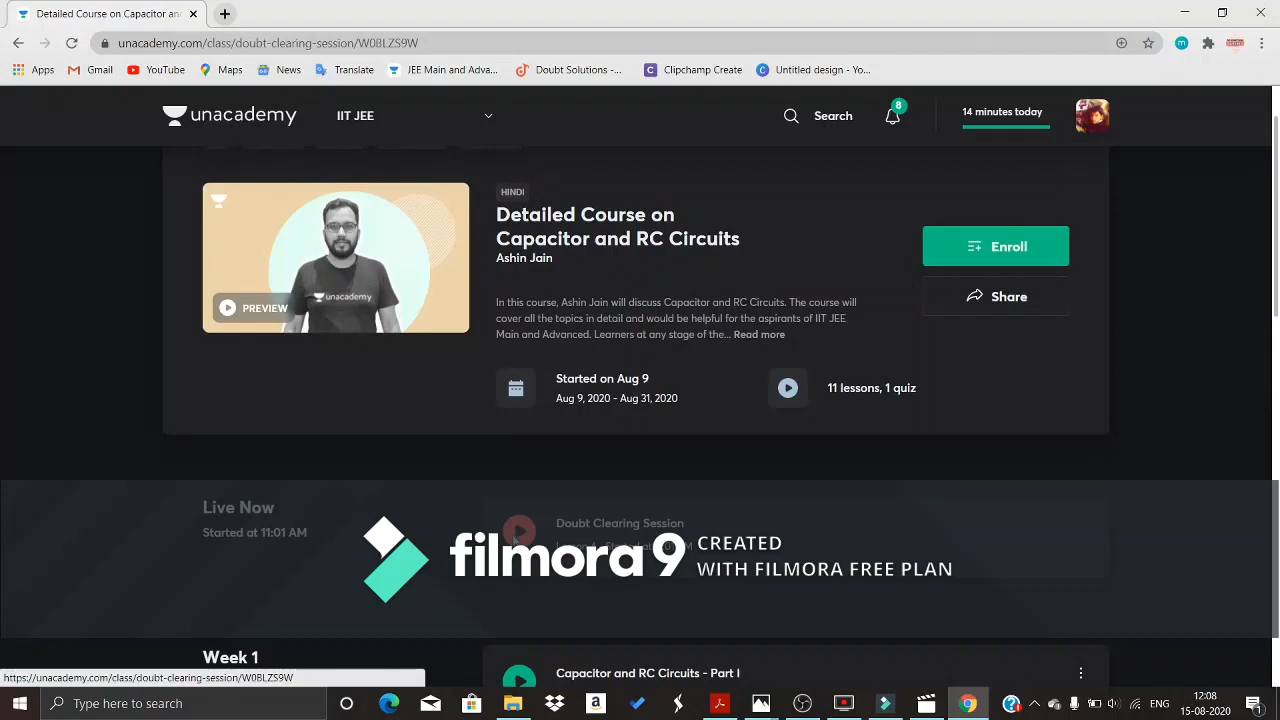 Detailed Course on Capacitor an
unacademy.com/class/doubt-clearing-session/W0BLZS9W
Apps
Gmail
YouTube
Maps
News
Translate
JEE Main and Adva...
Doubt Solutions -...
Clipchamp Create
Untitled design - Yo...
unacademy
IIT JEE
Search
8
14 minutes today
HINDI
Detailed Course on
Capacitor and RC Circuits
Ashin Jain
unacademy
PREVIEW
Enroll
Share
In this course, Ashin Jain will discuss Capacitor and RC Circuits. The course will
cover all the topics in detail and would be helpful for the aspirants of IIT JEE
Main and Advanced. Learners at any stage of the... Read more
Started on Aug 9
Aug 9, 2020 - Aug 31, 2020
11 lessons, 1 quiz
Live Now
Started at 11:01 AM
Doubt Clearing Session
filmora9
CREATED
WITH FILMORA FREE PLAN
Week 1
Capacitor and RC Circuits - Part I
https://unacademy.com/class/doubt-clearing-session/W0BLZS9W
Type here to search
ENG
12:08
15-08-2020